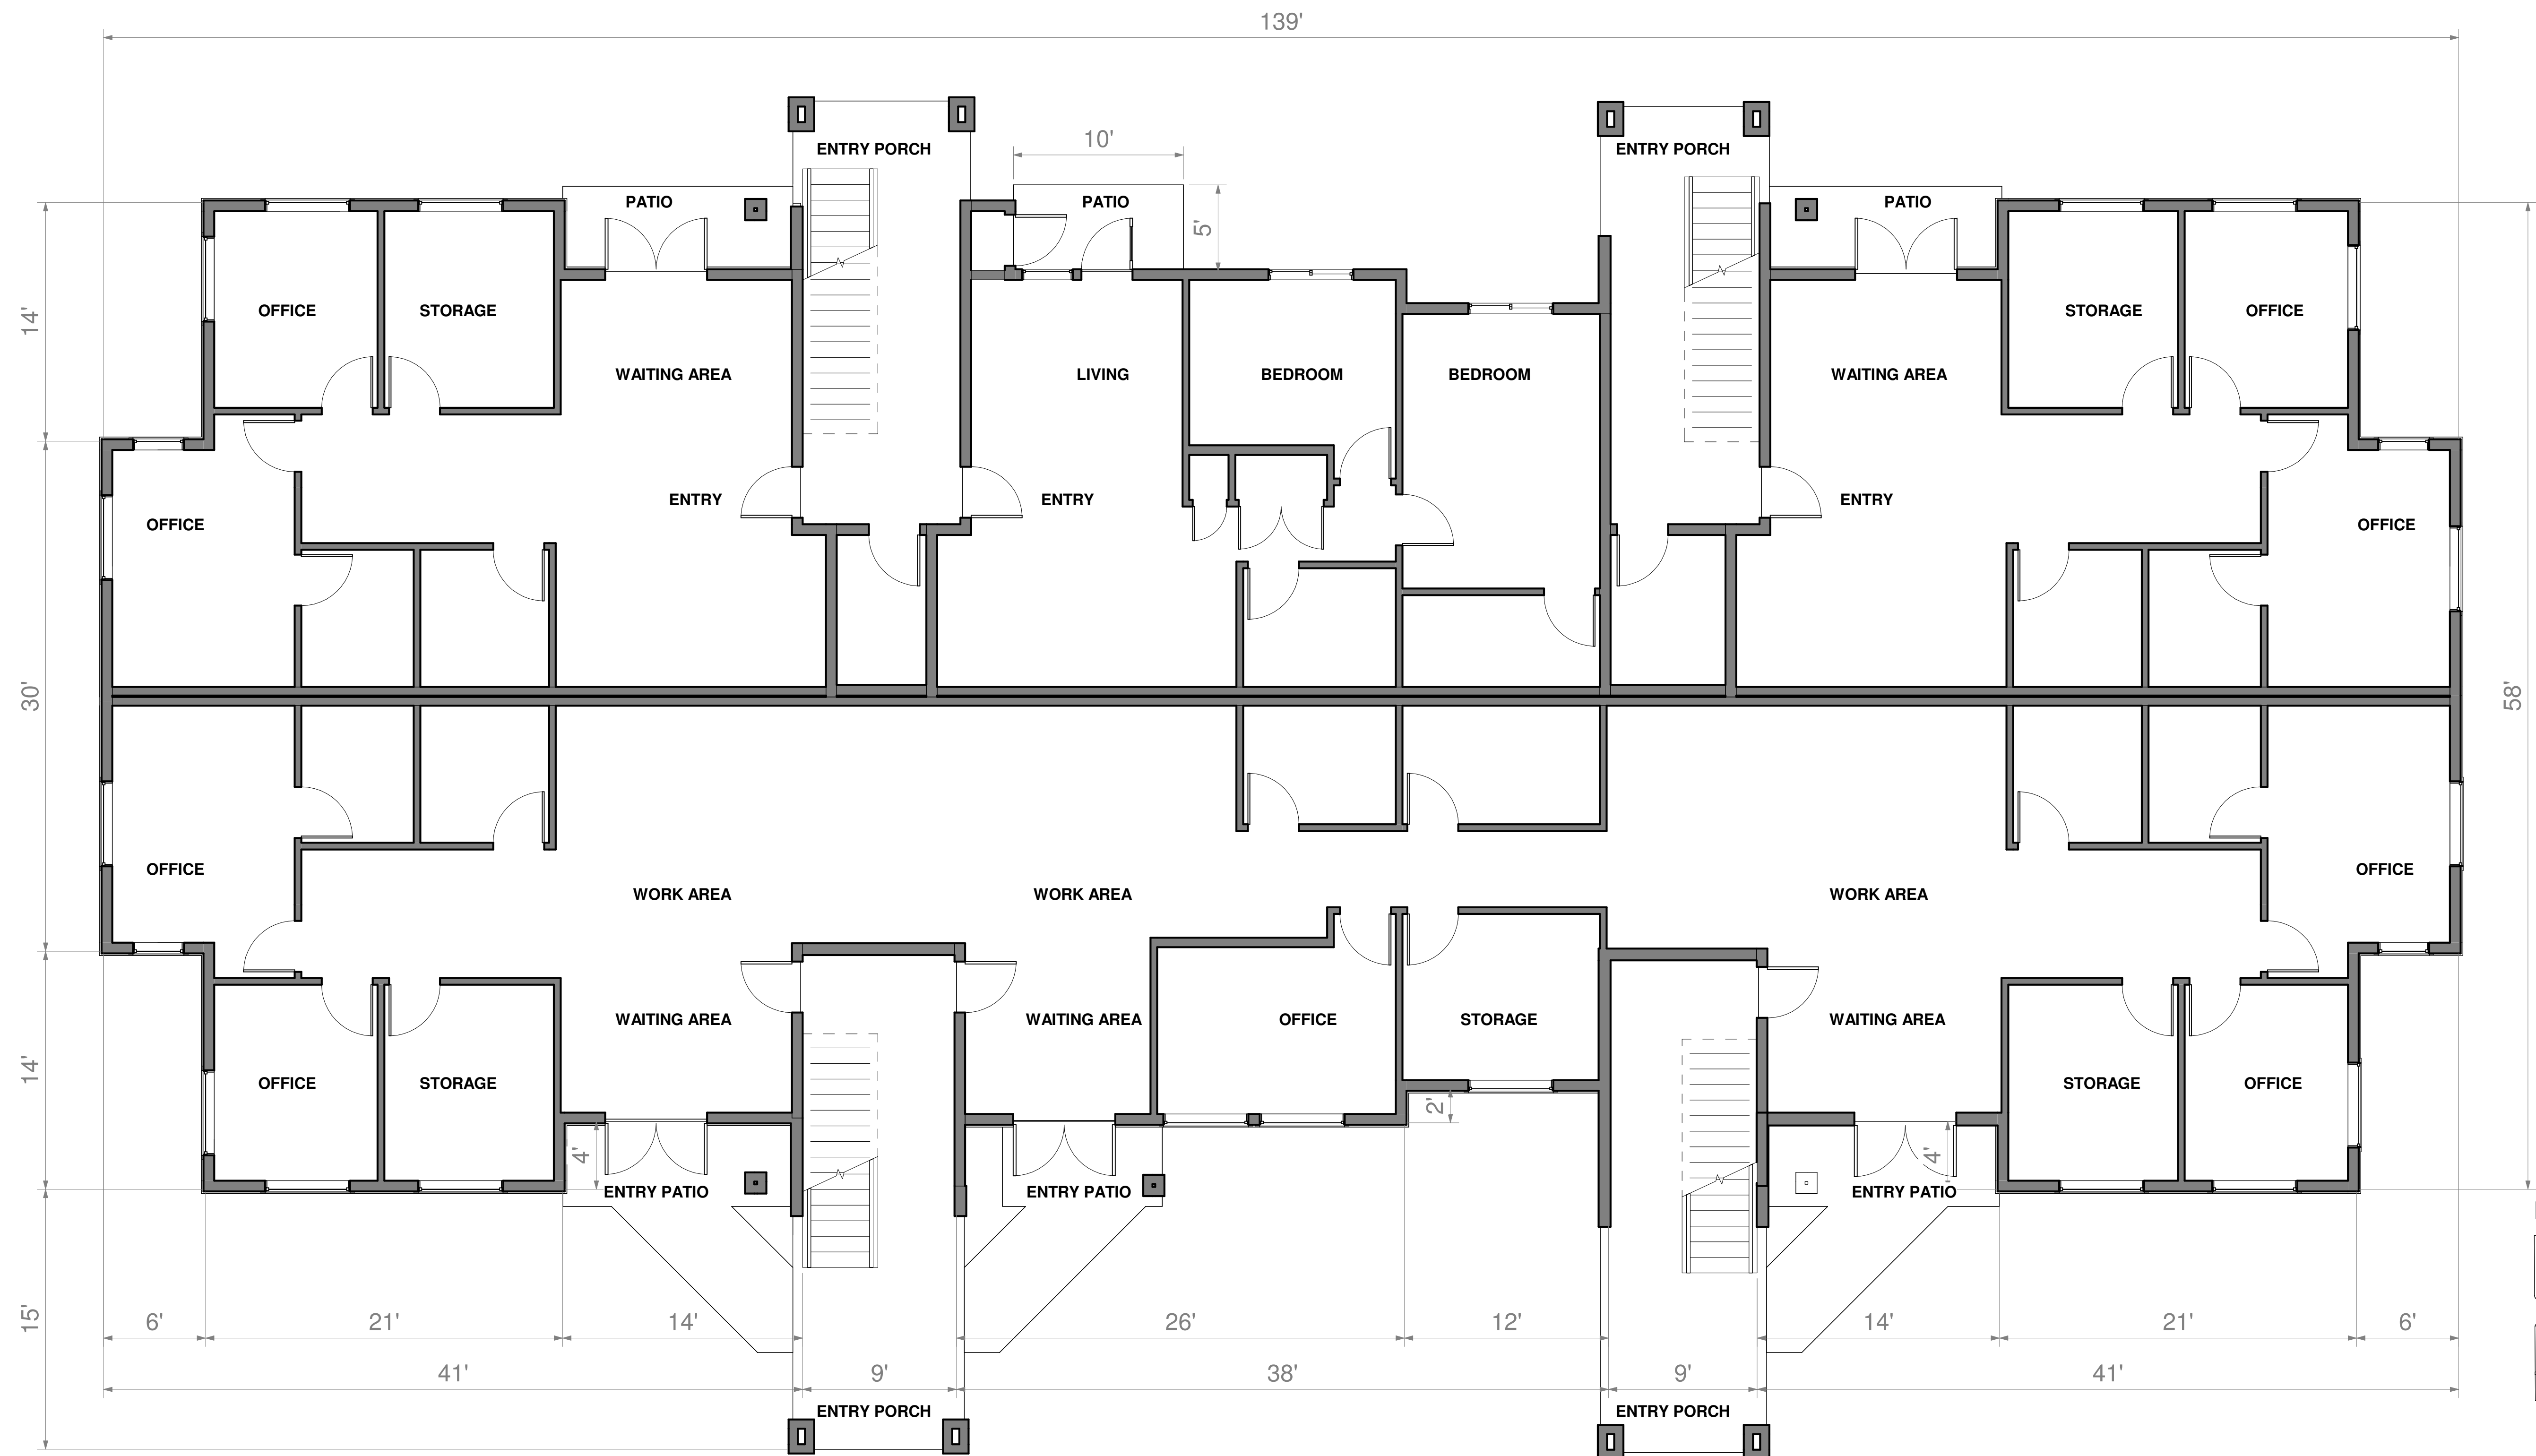 139'
ENTRY PORCH
ENTRY PORCH
10'
PATIO
PATIO
PATIO
5'
14'
OFFICE
STORAGE
STORAGE
OFFICE
WAITING AREA
LIVING
BEDROOM
BEDROOM
WAITING AREA
ENTRY
ENTRY
ENTRY
OFFICE
OFFICE
30'
58'
OFFICE
OFFICE
WORK AREA
WORK AREA
WORK AREA
WAITING AREA
WAITING AREA
OFFICE
STORAGE
WAITING AREA
14'
OFFICE
STORAGE
STORAGE
OFFICE
2'
4'
4'
ENTRY PATIO
ENTRY PATIO
ENTRY PATIO
15'
6'
21'
14'
26'
12'
14'
21'
6'
41'
9'
38'
9'
41'
ENTRY PORCH
ENTRY PORCH